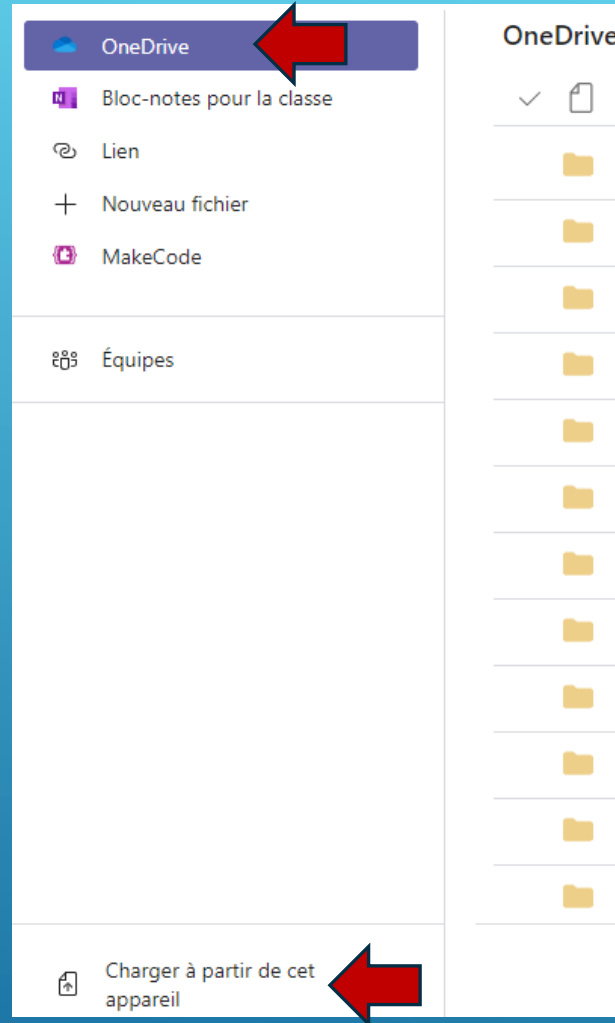 OneDrive
Bloc-notes pour la classe
Lien
Nouveau fichier
MakeCode
Équipes
Charger à partir de cet
appareil
OneDrive